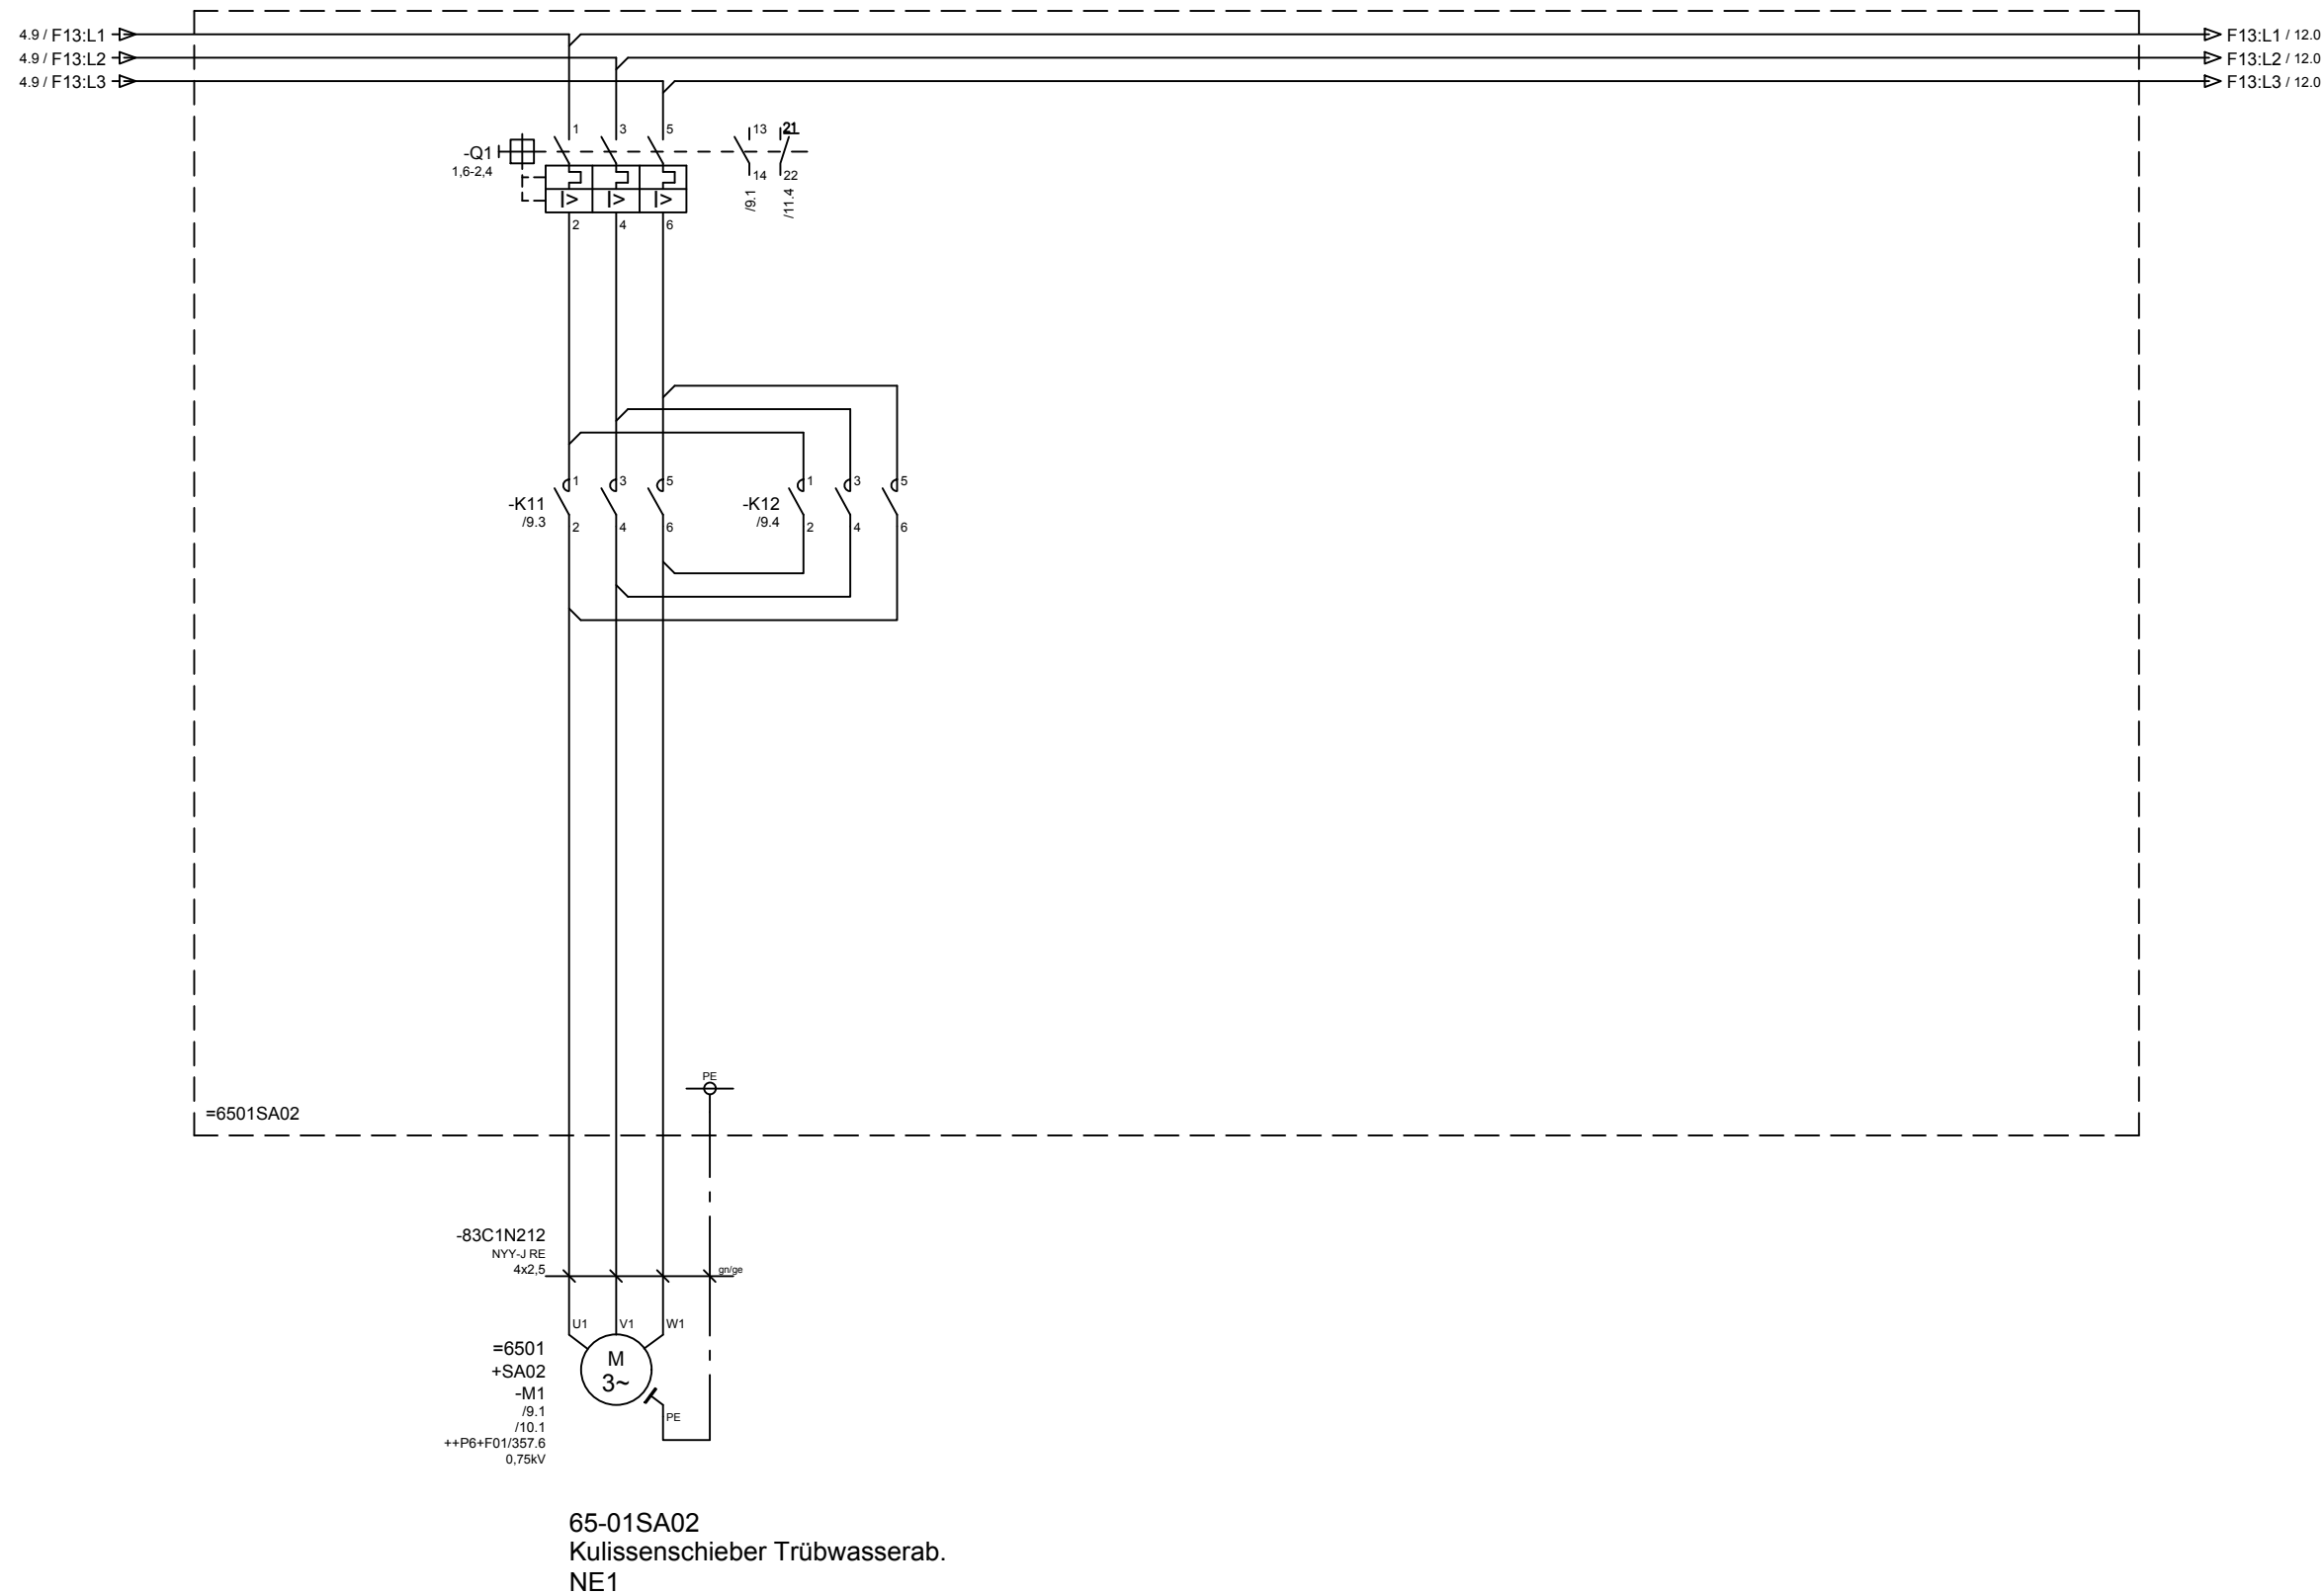 4.9 / F13:L1
F13:L1 / 12.0
4.9 / F13:L2
F13:L2 / 12.0
4.9 / F13:L3
F13:L3 / 12.0
1 3 5 13 21
-Q1
1,6-2,4
14 22
I> I> I>
/9.1 /11.4
2 4 6
1 3 5 1 3 5
-K11
/9.3
-K12
/9.4
2 4 6 2 4 6
PE
=6501SA02
-83C1N212
NYY-J RE
4x2,5
gn/ge
U1 V1 W1
=6501
+SA02
-M1
/9.1
/10.1
++P6+F01/357.6
0,75kV
M
3~
PE
65-01SA02
Kulissenschieber Trübwasserab.
NE1